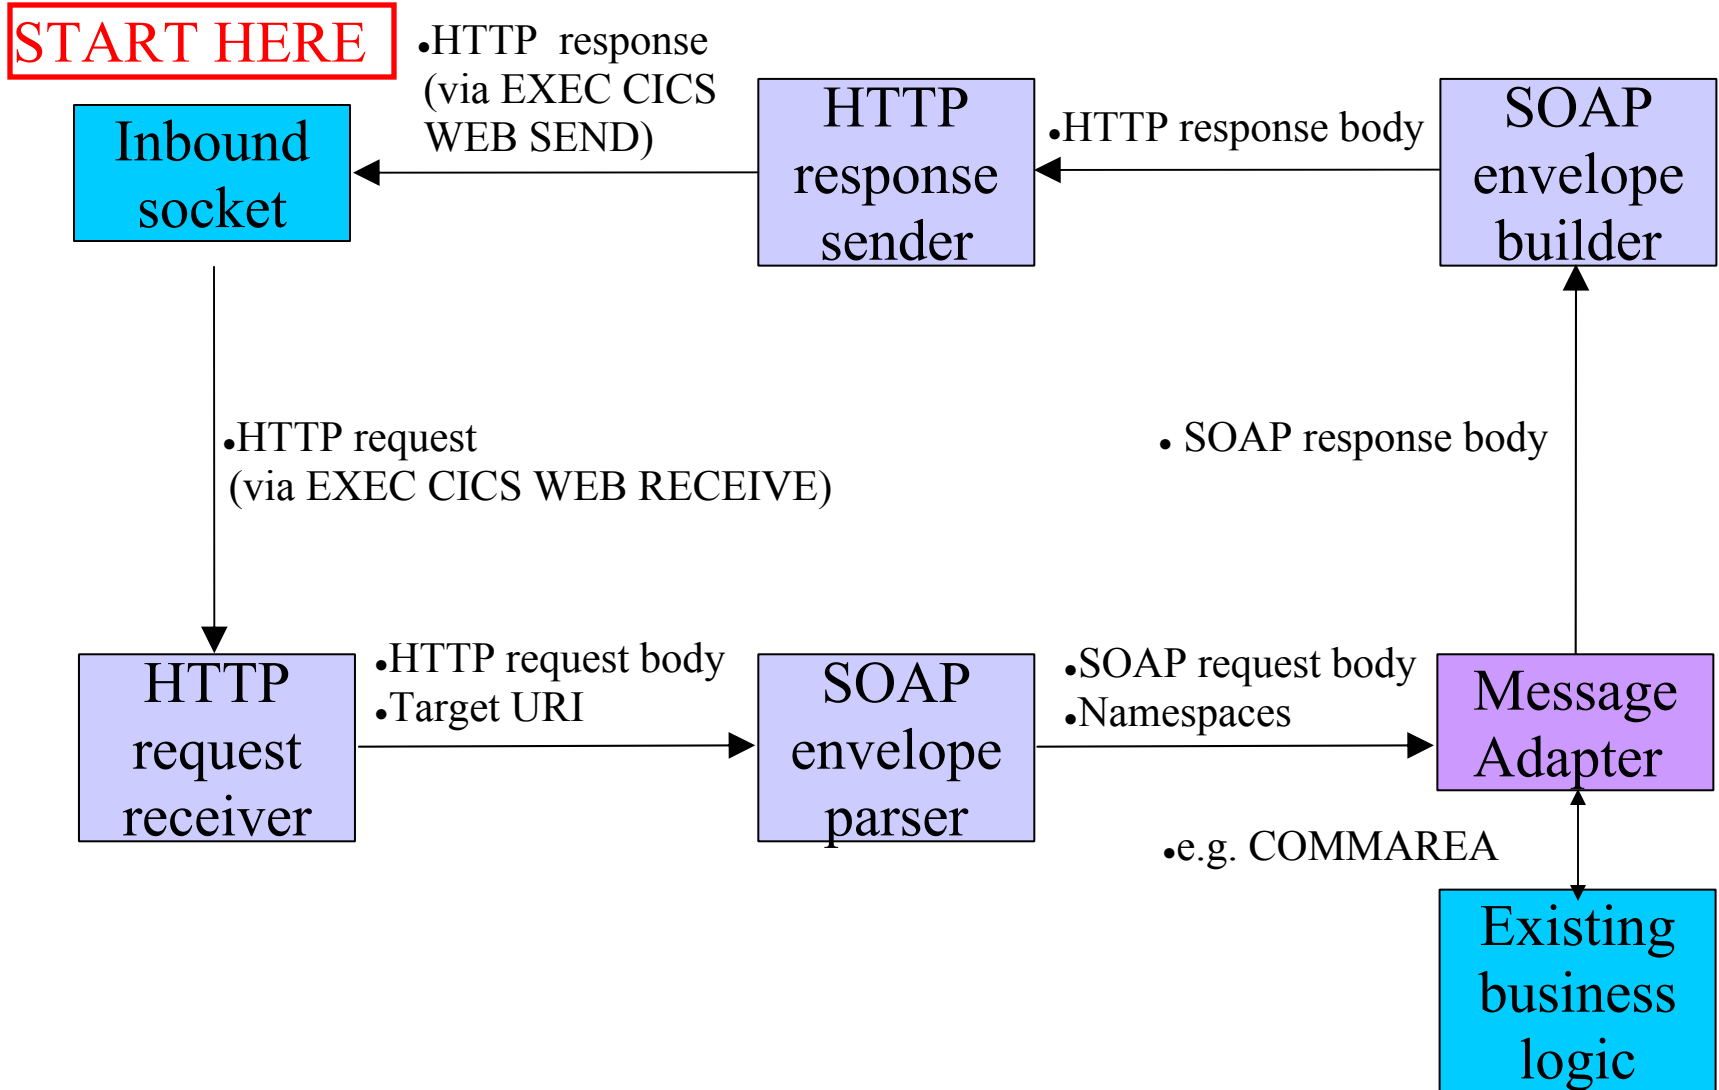 START HERE
•HTTP response
(via EXEC CICS
WEB SEND)
Inbound
socket
HTTP
response
sender
•HTTP response body
SOAP
envelope
builder
•HTTP request
(via EXEC CICS WEB RECEIVE)
• SOAP response body
HTTP
request
receiver
•HTTP request body
•Target URI
SOAP
envelope
parser
•SOAP request body
•Namespaces
Message
Adapter
•e.g. COMMAREA
Existing
business
logic